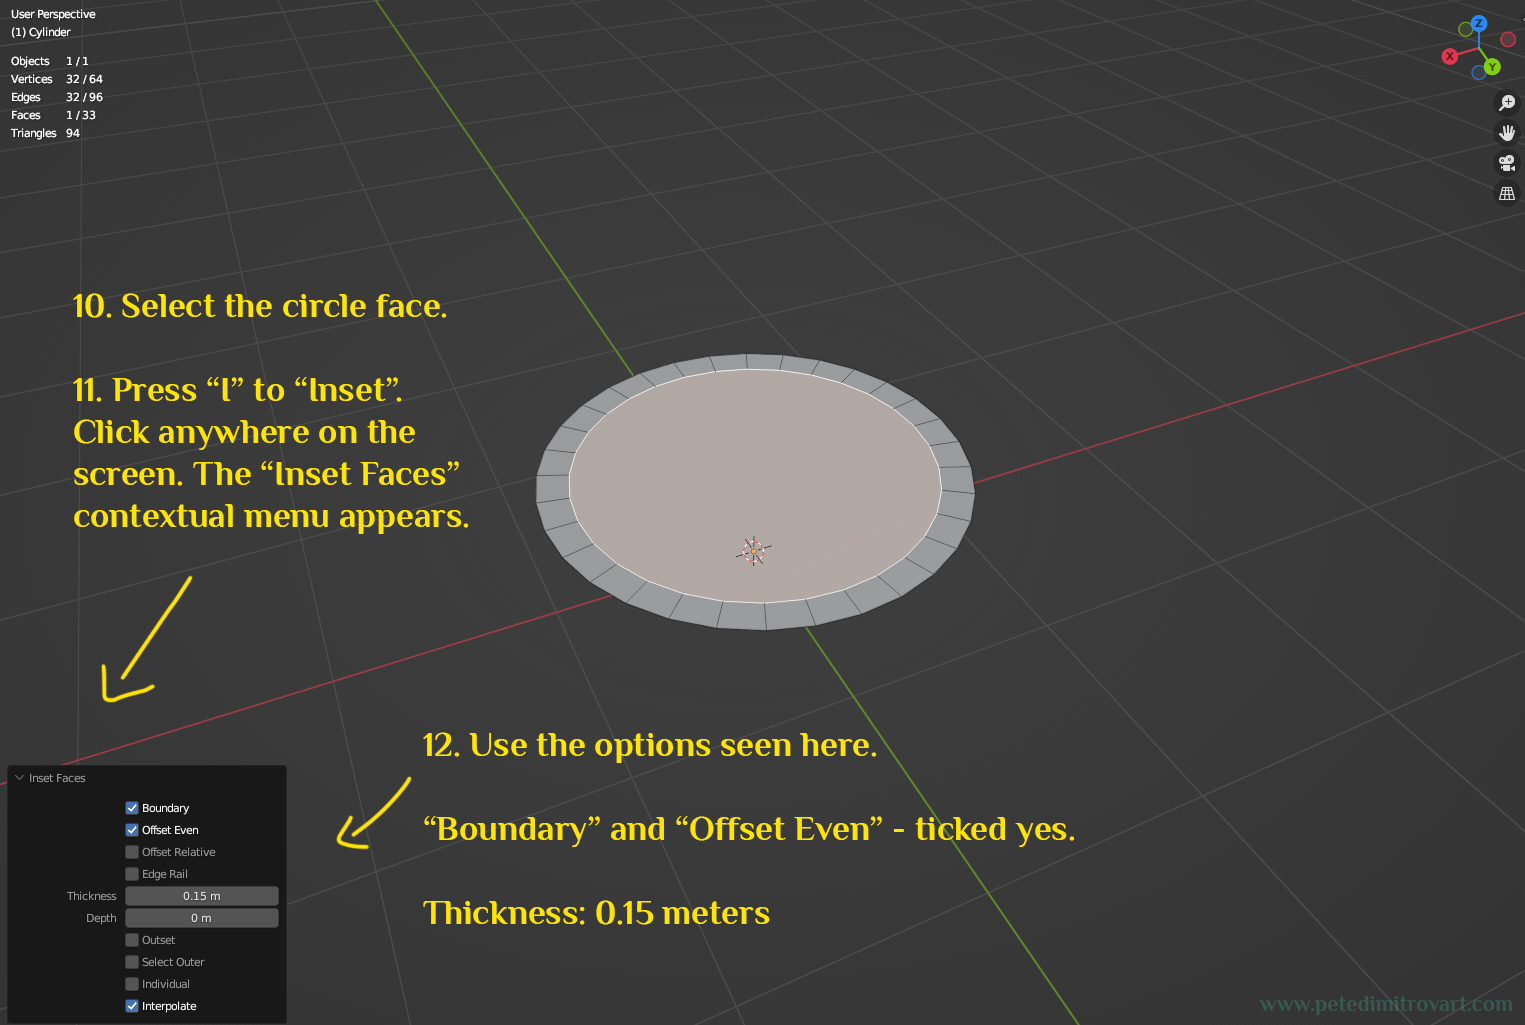 User Perspective
(1) Cylinder
Objects 1 / 1
Vertices 32 / 64
Edges 32 / 96
Faces 1 / 33
Triangles 94
Z
X
Y
10. Select the circle face.
11. Press “I” to “Inset”.
Click anywhere on the
screen. The “Inset Faces”
contextual menu appears.
12. Use the options seen here.
“Boundary” and “Offset Even” - ticked yes.
Thickness: 0.15 meters
Inset Faces
Boundary
Offset Even
Offset Relative
Edge Rail
Thickness 0.15 m
Depth 0 m
Outset
Select Outer
Individual
Interpolate
www.petedimitrovart.com